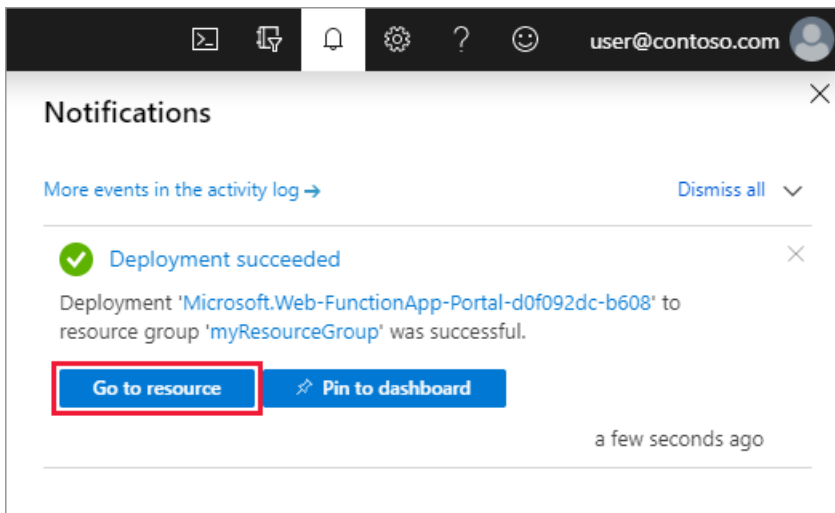 user@contoso.com
Notifications
More events in the activity log →
Dismiss all
Deployment succeeded
Deployment 'Microsoft.Web-FunctionApp-Portal-d0f092dc-b608' to
resource group 'myResourceGroup' was successful.
Go to resource
Pin to dashboard
a few seconds ago